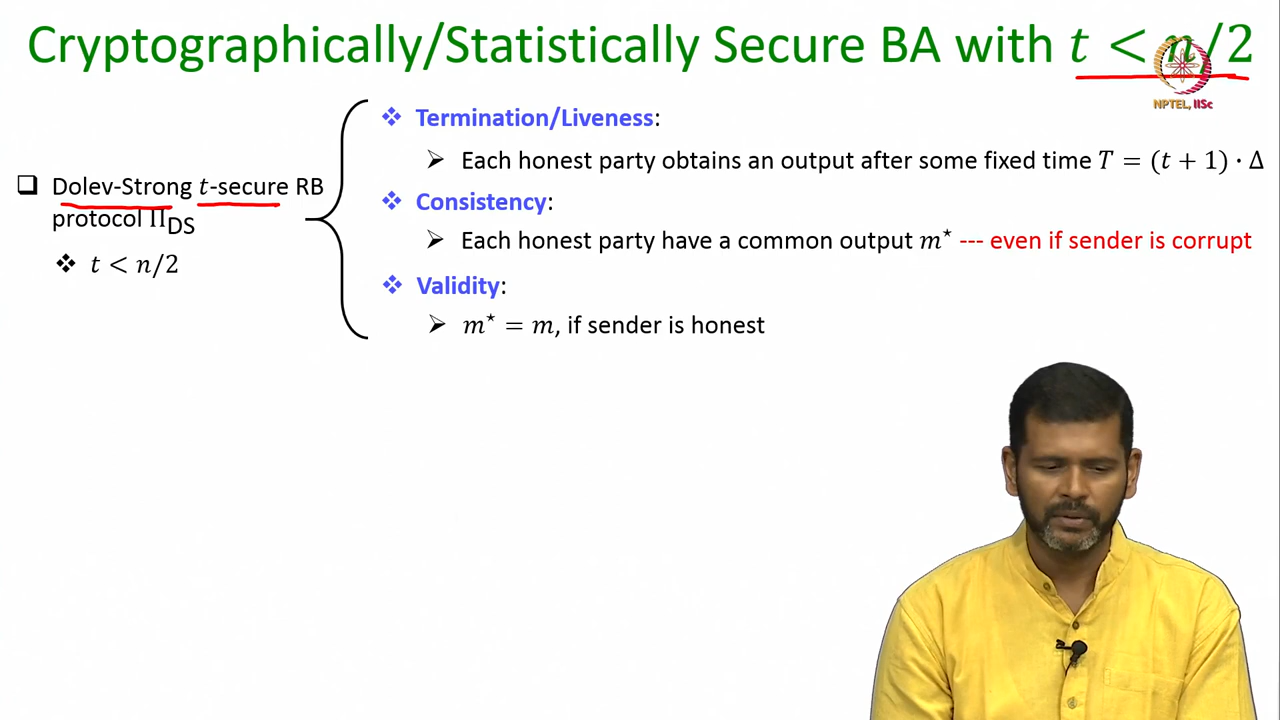 Cryptographically/Statistically Secure BA with t < n/2
NPTEL, IISc
❖ Termination/Liveness:
➢ Each honest party obtains an output after some fixed time T = (t + 1) · Δ
❑ Dolev-Strong t-secure RB
protocol Π_DS
❖ t < n/2
❖ Consistency:
➢ Each honest party have a common output m⋆ --- even if sender is corrupt
❖ Validity:
➢ m⋆ = m, if sender is honest